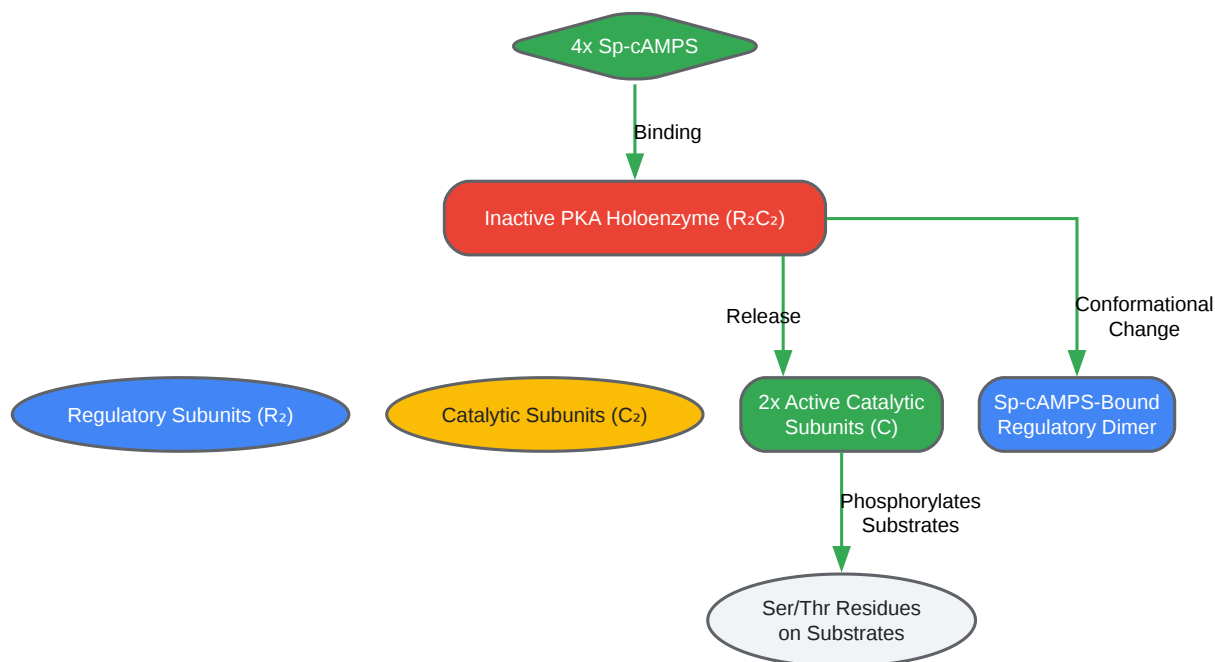 4x Sp-cAMPS
Binding
Inactive PKA Holoenzyme (R₂C₂)
Release
Conformational
Change
Regulatory Subunits (R₂)
Catalytic Subunits (C₂)
2x Active Catalytic
Subunits (C)
Sp-cAMPS-Bound
Regulatory Dimer
Phosphorylates
Substrates
Ser/Thr Residues
on Substrates